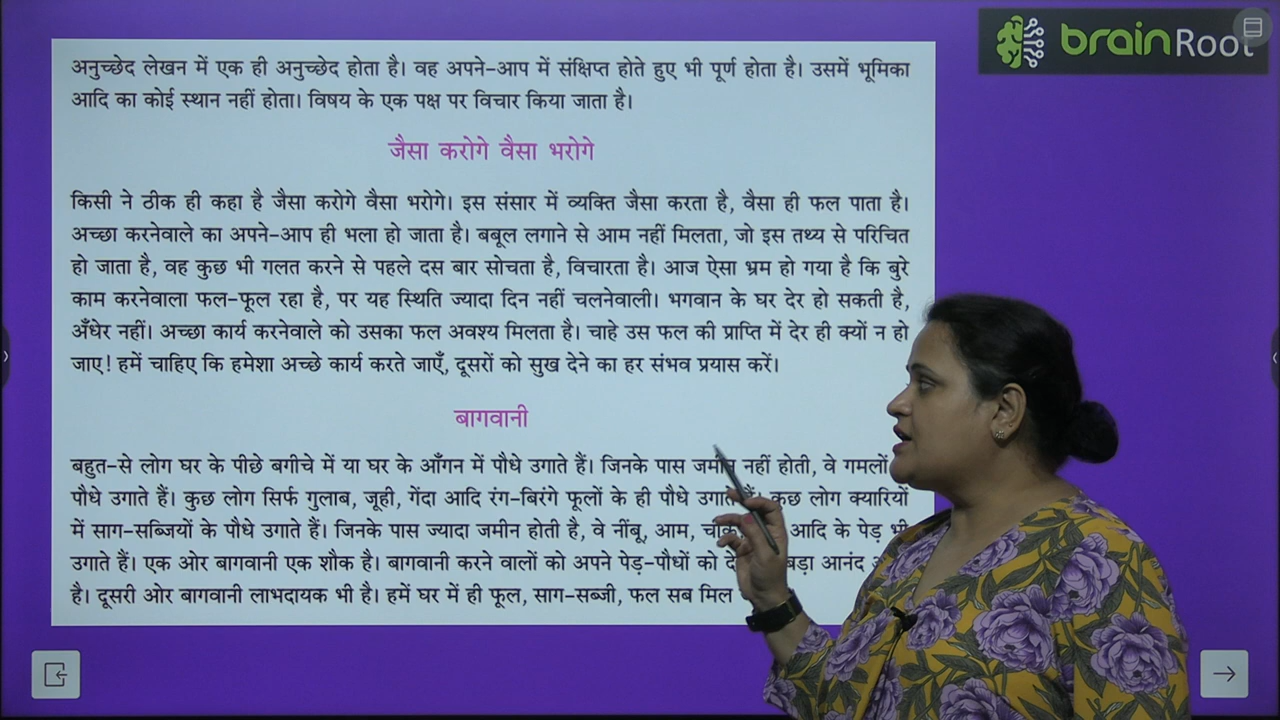 brainRoot
अनुच्छेद लेखन में एक ही अनुच्छेद होता है। वह अपने-आप में संक्षिप्त होते हुए भी पूर्ण होता है। उसमें भूमिका
आदि का कोई स्थान नहीं होता। विषय के एक पक्ष पर विचार किया जाता है।
जैसा करोगे वैसा भरोगे
किसी ने ठीक ही कहा है जैसा करोगे वैसा भरोगे। इस संसार में व्यक्ति जैसा करता है, वैसा ही फल पाता है।
अच्छा करनेवाले का अपने-आप ही भला हो जाता है। बबूल लगाने से आम नहीं मिलता, जो इस तथ्य से परिचित
हो जाता है, वह कुछ भी गलत करने से पहले दस बार सोचता है, विचारता है। आज ऐसा भ्रम हो गया है कि बुरे
काम करनेवाला फल-फूल रहा है, पर यह स्थिति ज्यादा दिन नहीं चलनेवाली। भगवान के घर देर हो सकती है,
अँधेर नहीं। अच्छा कार्य करनेवाले को उसका फल अवश्य मिलता है। चाहे उस फल की प्राप्ति में देर ही क्यों न हो
जाए! हमें चाहिए कि हमेशा अच्छे कार्य करते जाएँ, दूसरों को सुख देने का हर संभव प्रयास करें।
बागवानी
बहुत-से लोग घर के पीछे बगीचे में या घर के आँगन में पौधे उगाते हैं। जिनके पास जमीन नहीं होती, वे गमलों
पौधे उगाते हैं। कुछ लोग सिर्फ गुलाब, जूही, गेंदा आदि रंग-बिरंगे फूलों के ही पौधे उगाते हैं। कुछ लोग क्यारियों
में साग-सब्जियों के पौधे उगाते हैं। जिनके पास ज्यादा जमीन होती है, वे नींबू, आम, आदि के पेड़ भी
उगाते हैं। एक ओर बागवानी एक शौक है। बागवानी करने वालों को अपने पेड़-पौधों को बड़ा आनंद
है। दूसरी ओर बागवानी लाभदायक भी है। हमें घर में ही फूल, साग-सब्जी, फल सब मिल